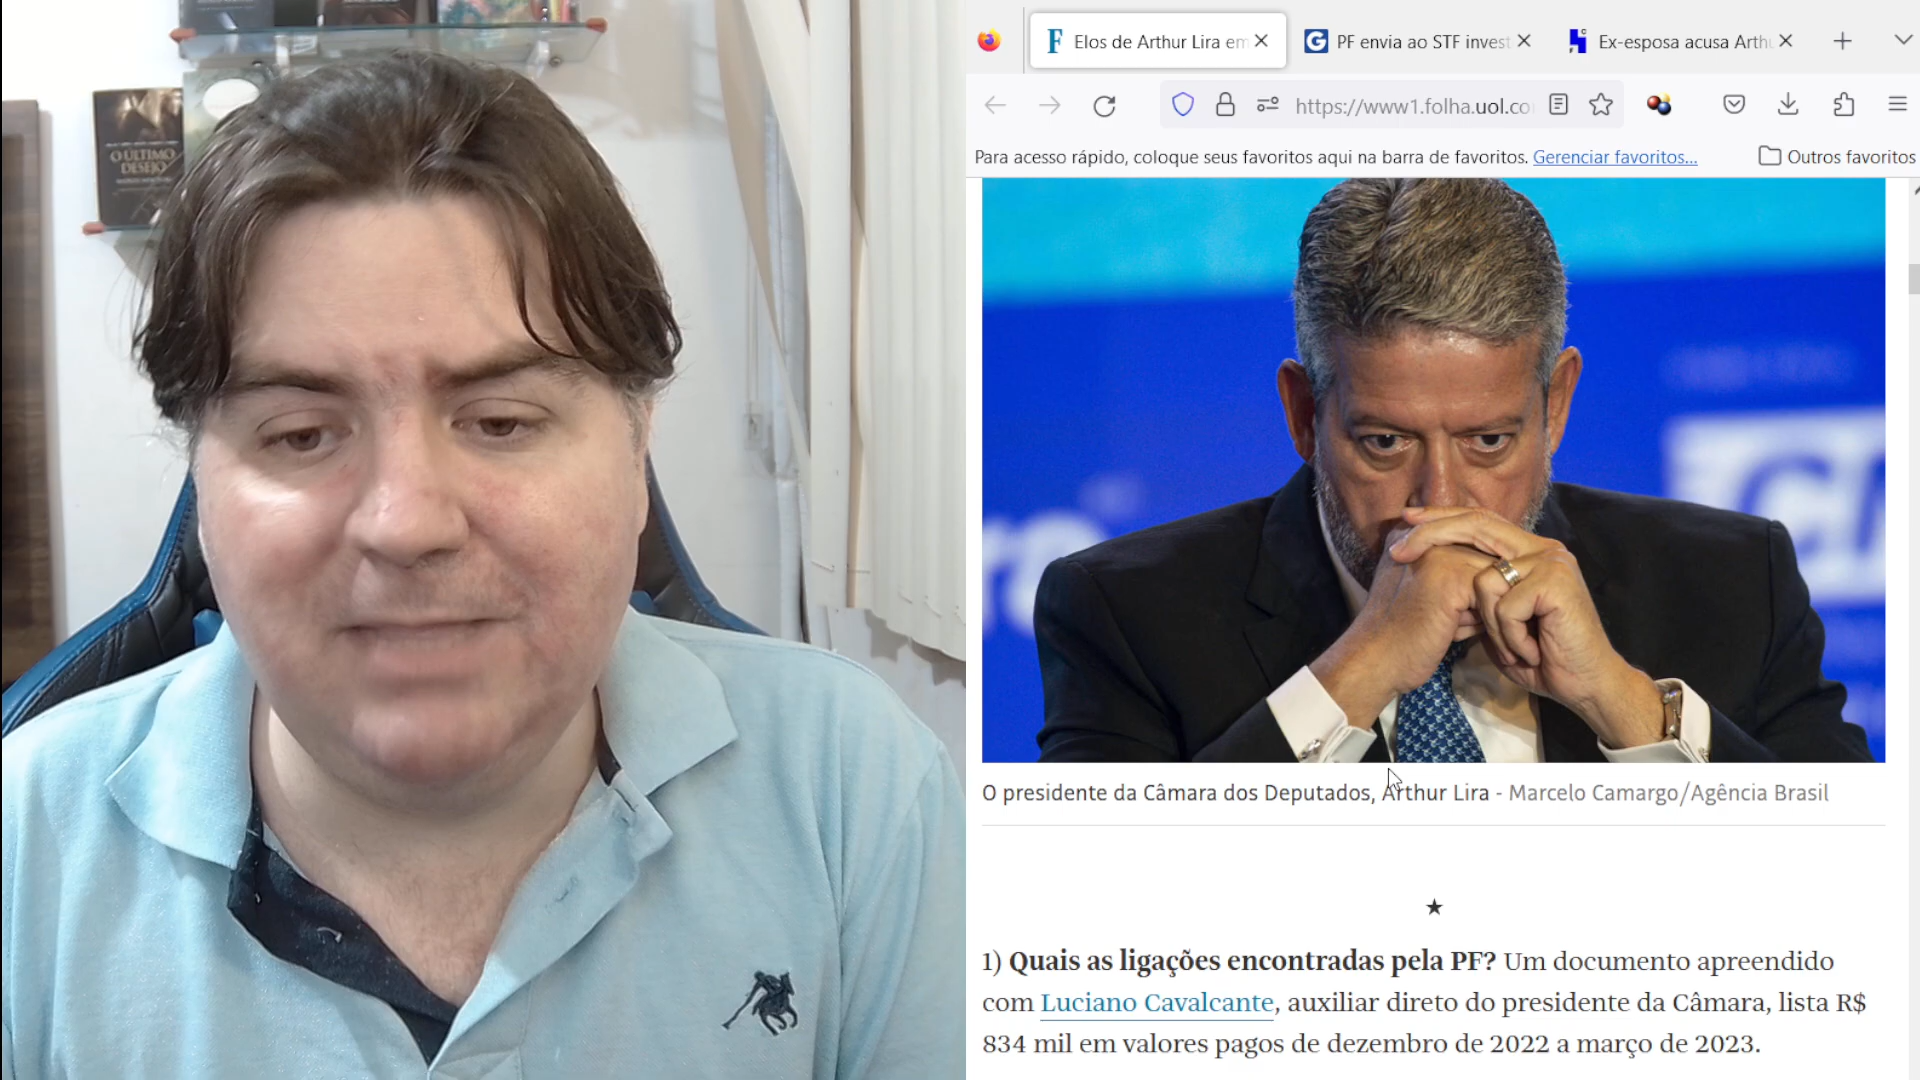 O ÚLTIMO
DESEJO
Elos de Arthur Lira em
PF envia ao STF invest
Ex-esposa acusa Arthu
https://www1.folha.uol.co
Para acesso rápido, coloque seus favoritos aqui na barra de favoritos. Gerenciar favoritos...
Outros favoritos
O presidente da Câmara dos Deputados, Arthur Lira - Marcelo Camargo/Agência Brasil
★
1) Quais as ligações encontradas pela PF? Um documento apreendido
com Luciano Cavalcante, auxiliar direto do presidente da Câmara, lista R$
834 mil em valores pagos de dezembro de 2022 a março de 2023.